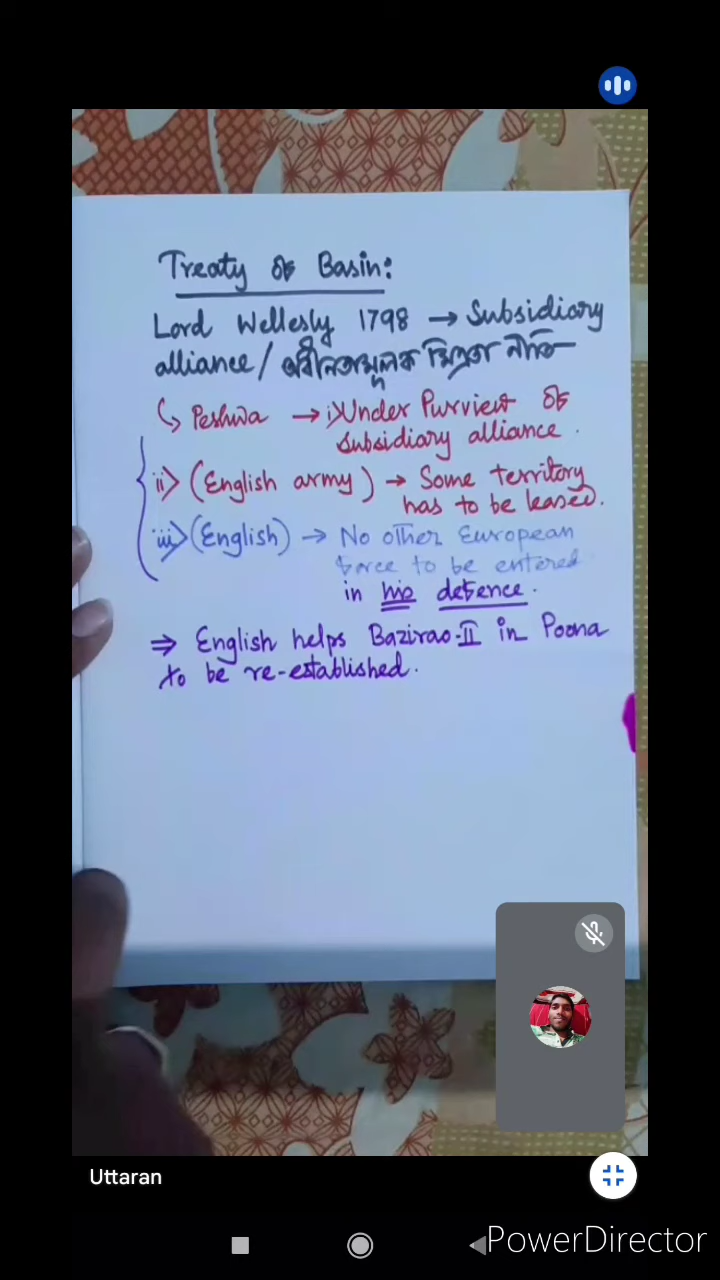 Treaty of Basin:
Lord Wellesly 1798 → Subsidiary
alliance / অধীনতামূলক মিত্রতা নীতি
↳ Peshwa → i) Under Purview of
Subsidiary alliance.
ii) (English army) → Some territory
has to be leased.
iii) (English) → No other European
force to be entered
in his defence.
⇒ English helps Bazirao-II in Poona
to be re-established.
Uttaran
PowerDirector